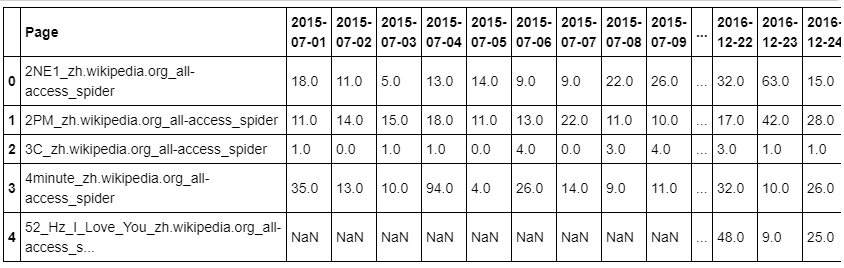 Page 2015-07-01 2015-07-02 2015-07-03 2015-07-04 2015-07-05 2015-07-06 2015-07-07 2015-07-08 2015-07-09 ... 2016-12-22 2016-12-23 2016-12-24
0 2NE1_zh.wikipedia.org_all-access_spider 18.0 11.0 5.0 13.0 14.0 9.0 9.0 22.0 26.0 ... 32.0 63.0 15.0
1 2PM_zh.wikipedia.org_all-access_spider 11.0 14.0 15.0 18.0 11.0 13.0 22.0 11.0 10.0 ... 17.0 42.0 28.0
2 3C_zh.wikipedia.org_all-access_spider 1.0 0.0 1.0 1.0 0.0 4.0 0.0 3.0 4.0 ... 3.0 1.0 1.0
3 4minute_zh.wikipedia.org_all-access_spider 35.0 13.0 10.0 94.0 4.0 26.0 14.0 9.0 11.0 ... 32.0 10.0 26.0
4 52_Hz_I_Love_You_zh.wikipedia.org_all-access_s... NaN NaN NaN NaN NaN NaN NaN NaN NaN ... 48.0 9.0 25.0